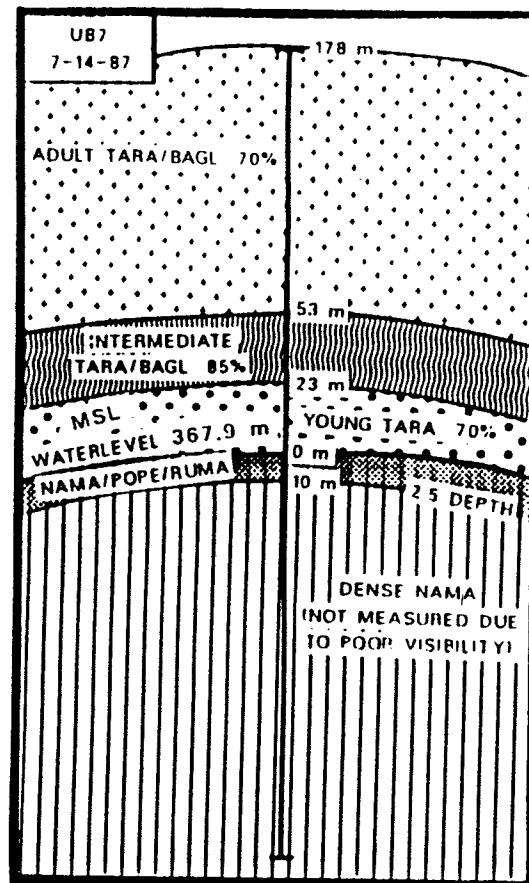 UB7
7-14-87
178 m
ADULT TARA/BAGL 70%
53 m
INTERMEDIATE
TARA/BAGL 85%
23 m
MSL
WATERLEVEL 367.9 m
YOUNG TARA 70%
0 m
NAMA/POPE/RUMA
10 m
2.5 DEPTH
DENSE NAMA
(NOT MEASURED DUE
TO POOR VISIBILITY)